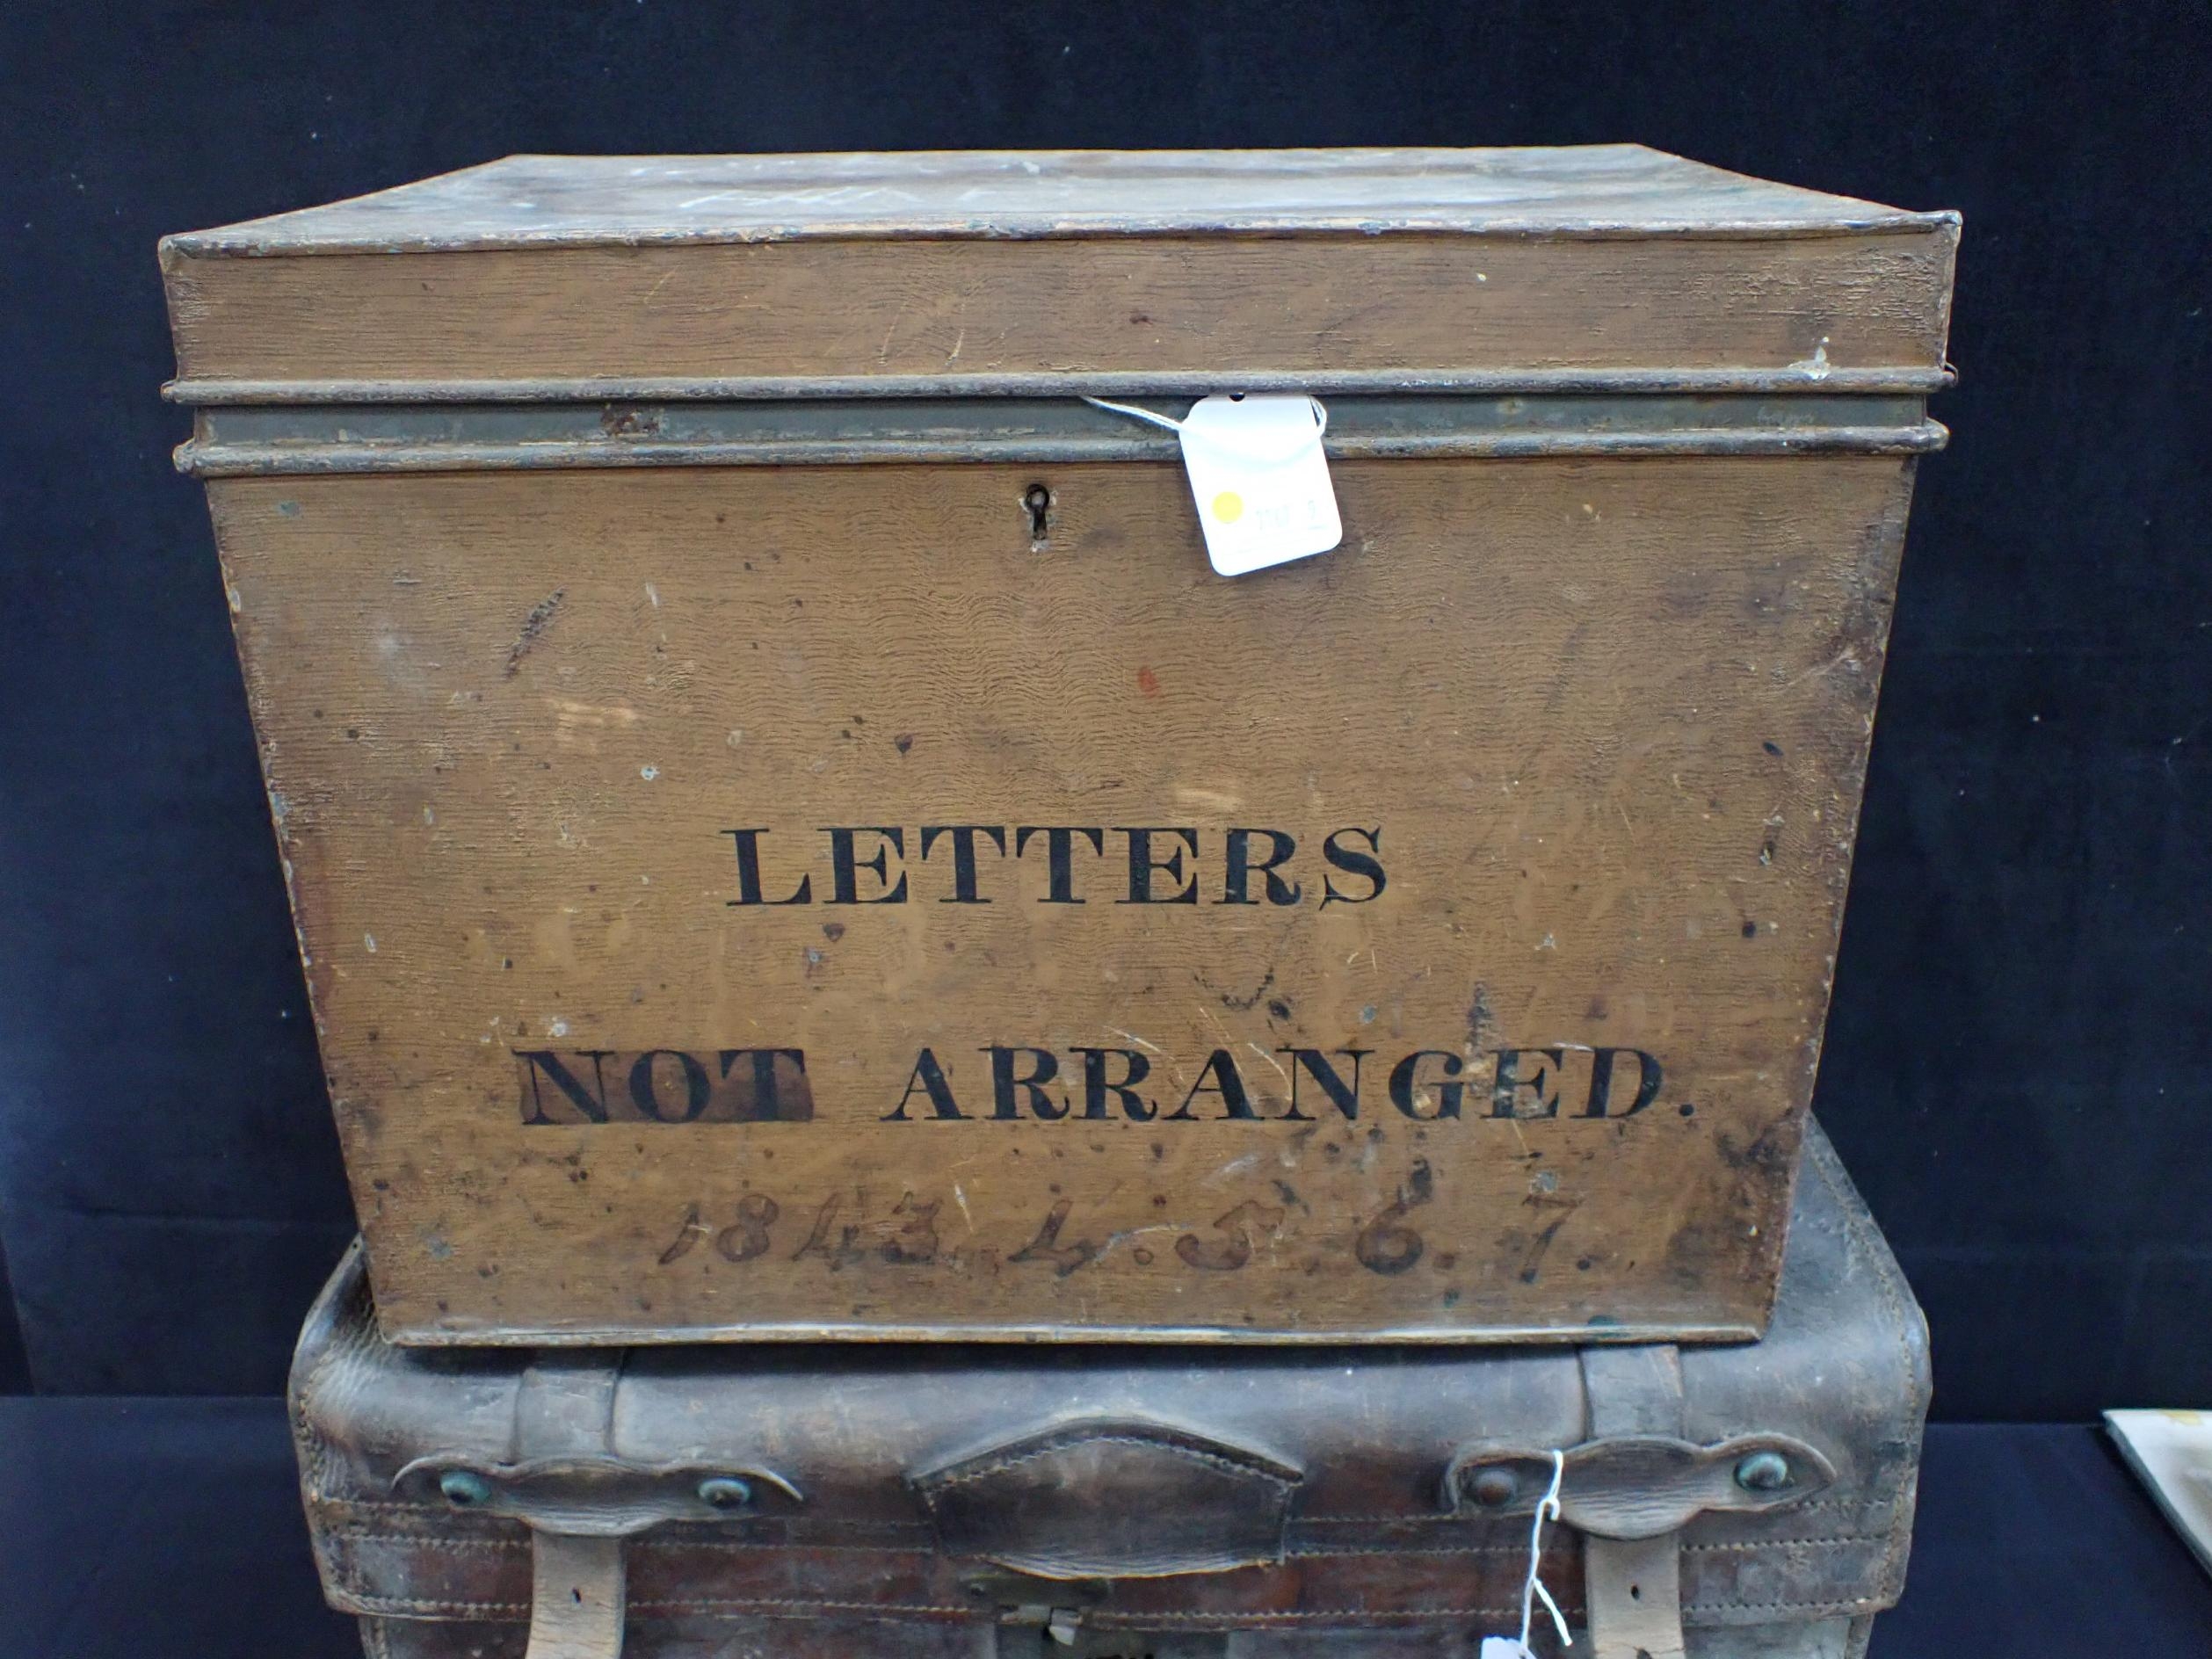 LETTERS
NOT ARRANGED.
1843.4.5.6.7.